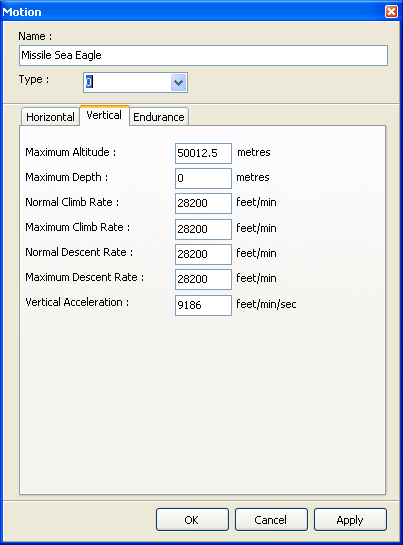 Motion
Name :
Missile Sea Eagle
Type :
0
Horizontal Vertical Endurance
Maximum Altitude : 50012.5 metres
Maximum Depth : 0 metres
Normal Climb Rate : 28200 feet/min
Maximum Climb Rate : 28200 feet/min
Normal Descent Rate : 28200 feet/min
Maximum Descent Rate : 28200 feet/min
Vertical Acceleration : 9186 feet/min/sec
OK Cancel Apply